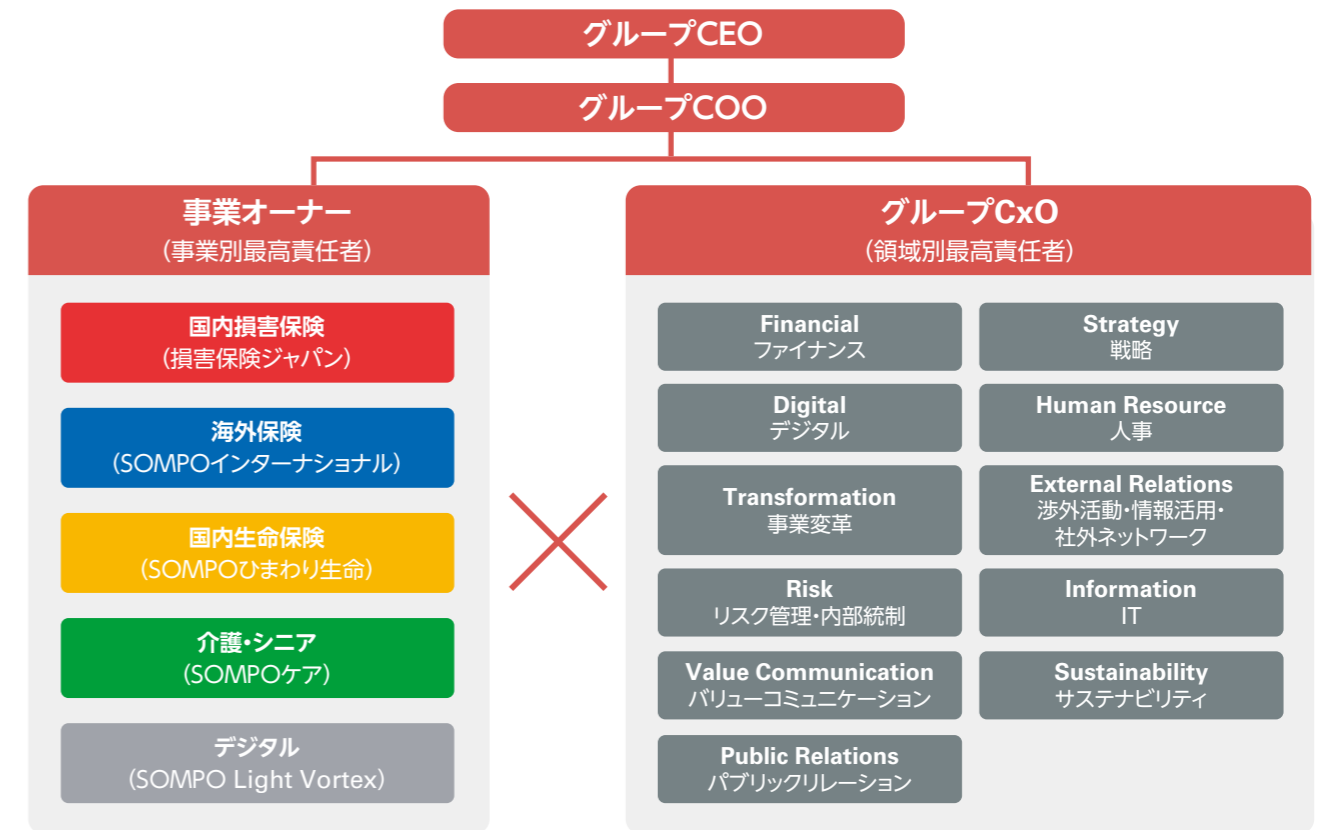 グループCEO
グループCOO
事業オーナー
（事業別最高責任者）
国内損害保険
（損害保険ジャパン）
海外保険
（SOMPOインターナショナル）
国内生命保険
（SOMPOひまわり生命）
介護・シニア
（SOMPOケア）
デジタル
（SOMPO Light Vortex）
グループCxO
（領域別最高責任者）
Financial
ファイナンス
Strategy
戦略
Digital
デジタル
Human Resource
人事
Transformation
事業変革
External Relations
渉外活動・情報活用・
社外ネットワーク
Risk
リスク管理・内部統制
Information
IT
Value Communication
バリューコミュニケーション
Sustainability
サステナビリティ
Public Relations
パブリックリレーション